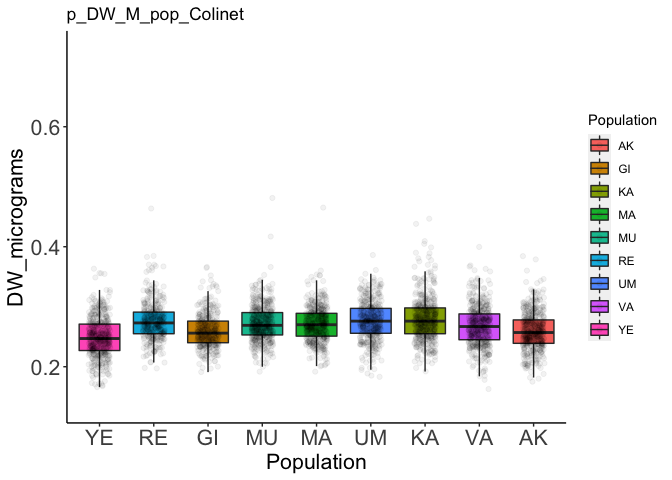 p_DW_M_pop_Colinet
DW_micrograms
0.6
0.4
0.2
YE RE GI MU MA UM KA VA AK
Population
Population
AK
GI
KA
MA
MU
RE
UM
VA
YE